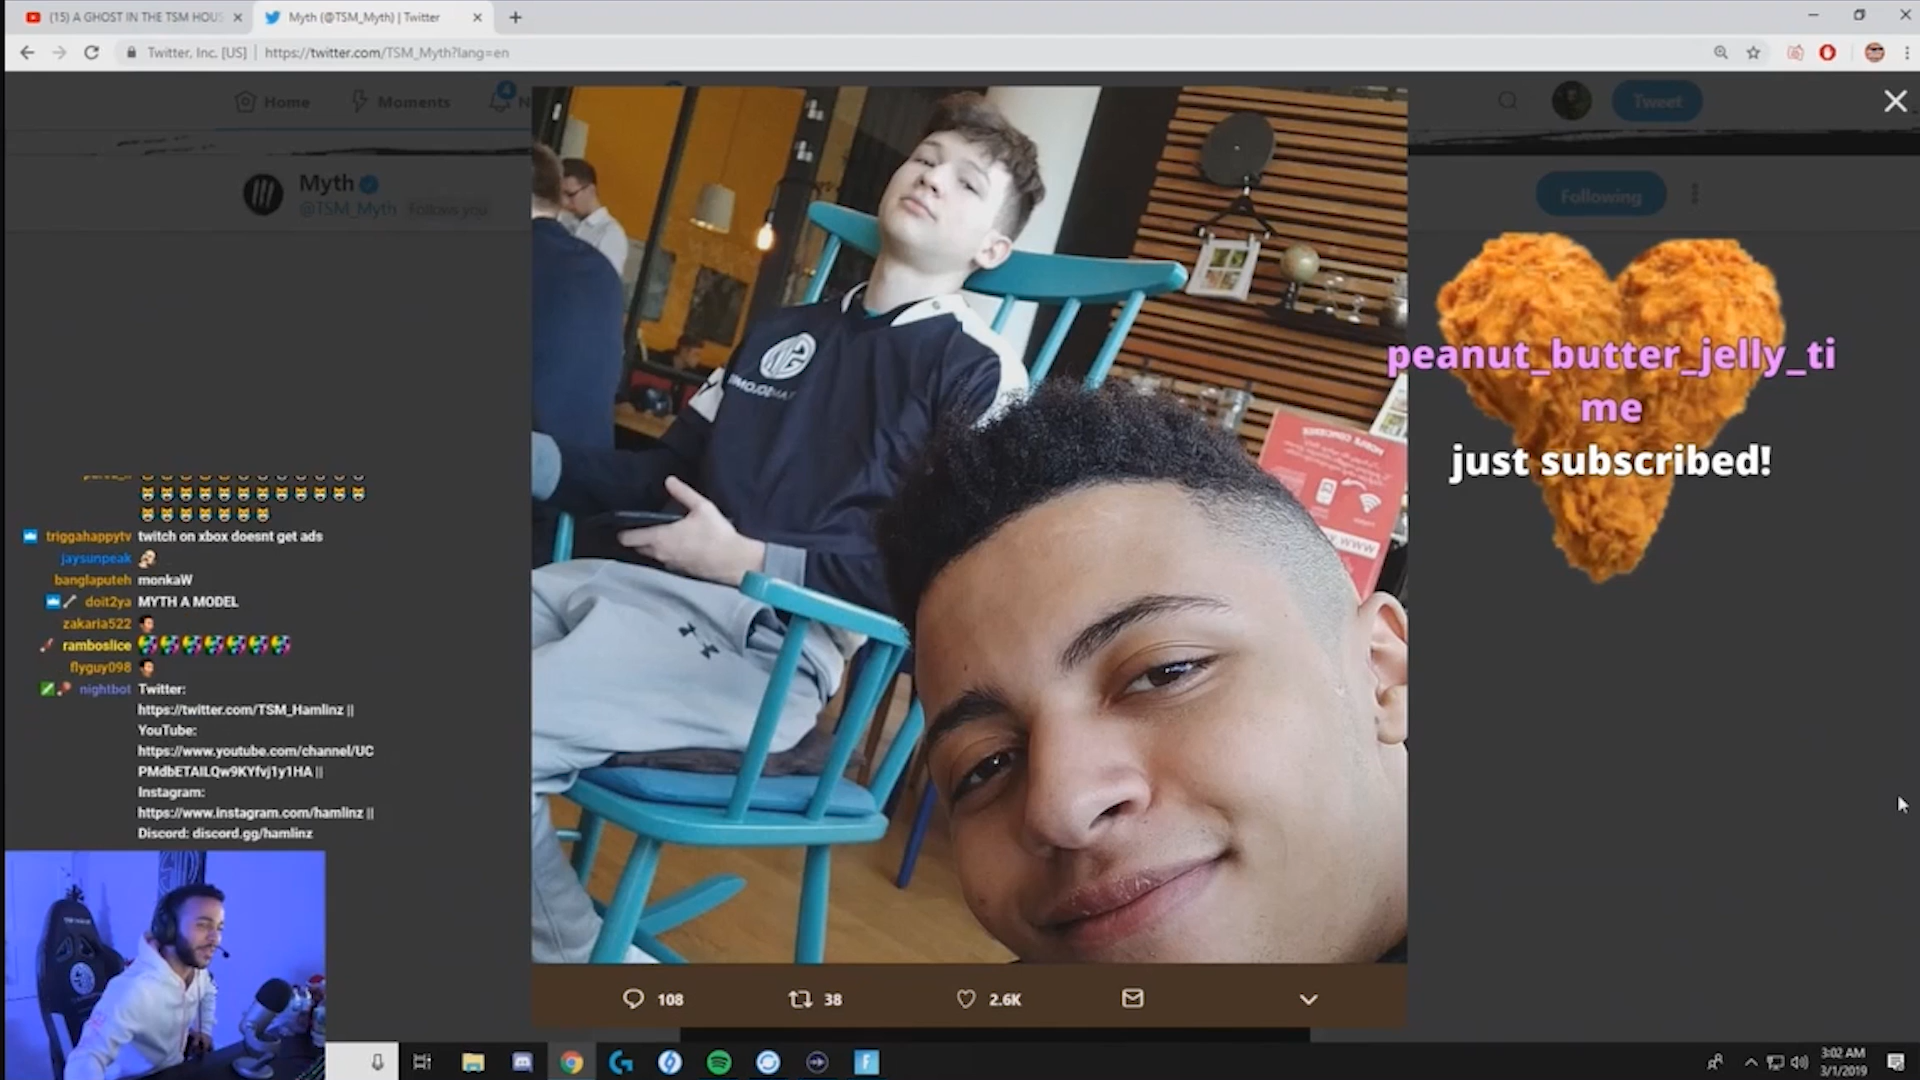 (15) A GHOST IN THE TSM HOUS
Myth (@TSM_Myth) | Twitter
Twitter, Inc. [US] | https://twitter.com/TSM_Myth?lang=en
Home
Moments
4
N
Tweet
Myth
@TSM_Myth Follows you
Following
peanut_butter_jelly_ti
me
just subscribed!
triggahappytv twitch on xbox doesnt get ads
jaysunpeak
banglaputeh monkaW
doit2ya MYTH A MODEL
zakaria522
ramboslice
flyguy098
nightbot Twitter:
https://twitter.com/TSM_Hamlinz ||
YouTube:
https://www.youtube.com/channel/UC
PMdbETAILQw9KYfvj1y1HA ||
Instagram:
https://www.instagram.com/hamlinz ||
Discord: discord.gg/hamlinz
108
38
2.6K
3:02 AM
3/1/2019